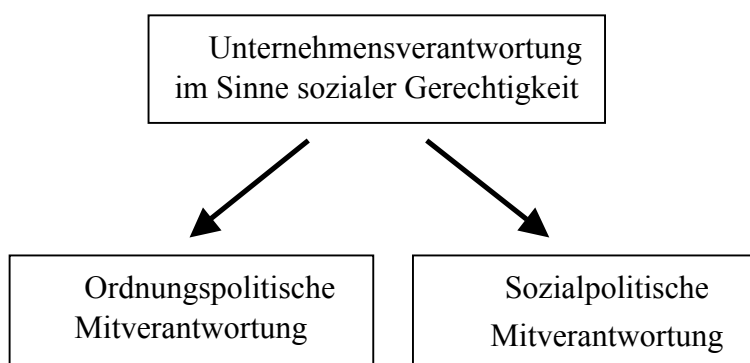 Unternehmensverantwortung
im Sinne sozialer Gerechtigkeit
Ordnungspolitische
Mitverantwortung
Sozialpolitische
Mitverantwortung